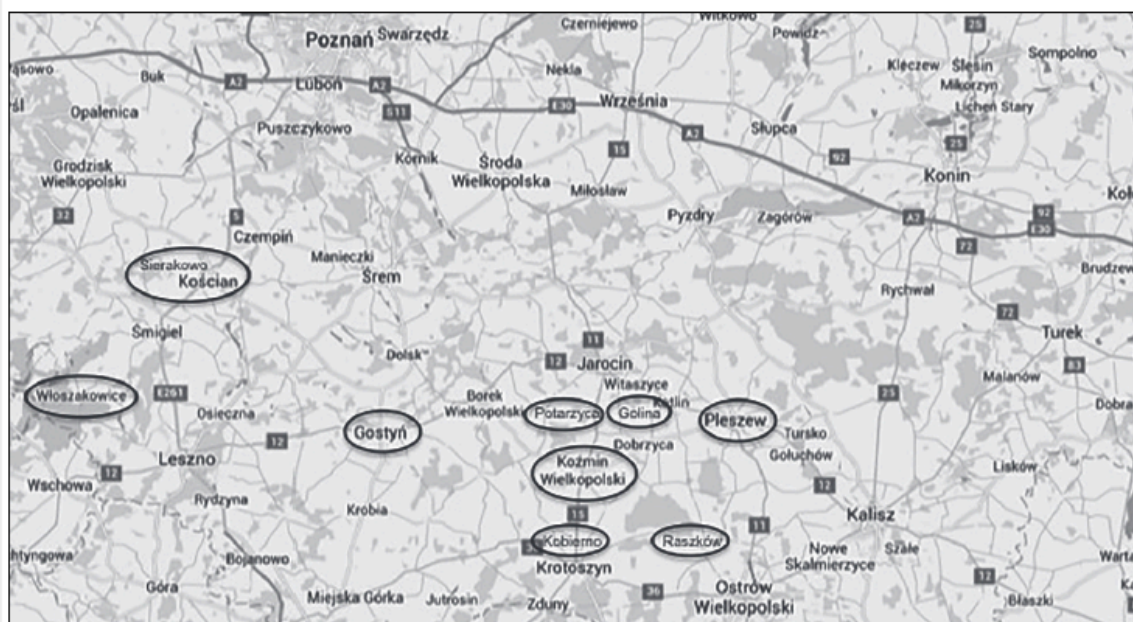 Poznań
Swarzędz
Czerniejewo
Witkowo
Powidz
25
Sompolno
Kleczew
Ślesin
Mikorzyn
Licheń Stary
Buk
A2
Luboń
A2
Nekla
Opalenica
S11
E30
Września
Puszczykowo
A2
Słupca
25
Kórnik
15
92
Grodzisk
Wielkopolski
Środa
Wielkopolska
Miłosław
Konin
32
5
Pyzdry
Zagórów
A2
92
E30
Czempiń
72
Sierakowo
Kościan
Manieczki
Śrem
Rychwał
72
Śmigiel
11
Turek
Dolsk
12
Jarocin
83
Malanów
Włoszakowice
E261
Osieczna
Borek
Wielkopolski
Witaszyce
Kotlin
25
Potarzyca
Golina
Pleszew
Gostyń
12
Dobrzyca
Tursko
Gołuchów
Leszno
Koźmin
Wielkopolski
Lisków
12
Wschowa
Rydzyna
12
Krobia
15
11
Kalisz
Kobierno
Raszków
Bojanowo
Krotoszyn
Nowe
Skalmierzyce
Szałe
Góra
Miejska Górka
Jutrosin
Zduny
36
Ostrów
Wielkopolski
12
Błaszki